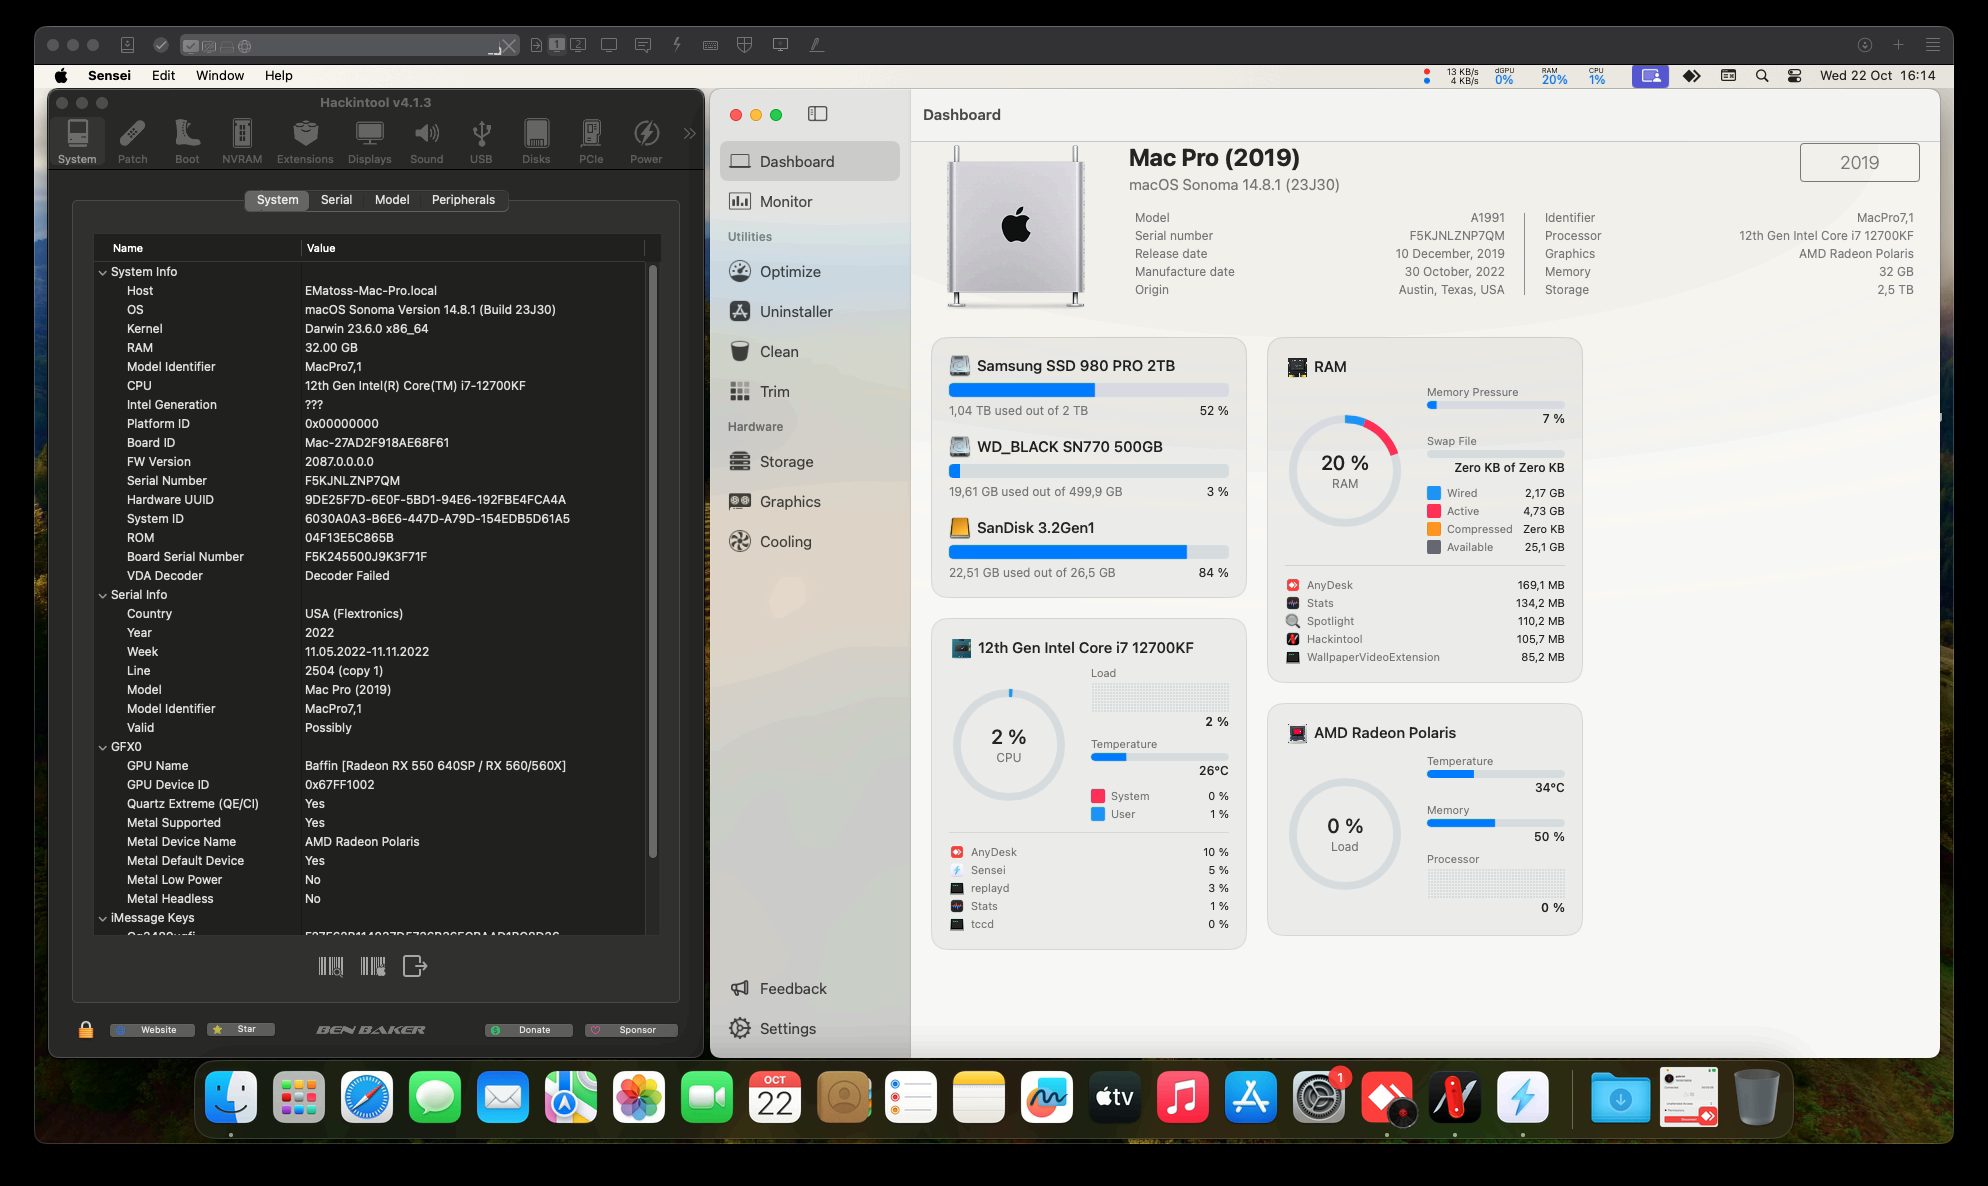 1 2
Sensei Edit Window Help
13 KB/s
4 KB/s
dGPU
0%
RAM
20%
CPU
1%
Wed 22 Oct 16:14
Hackintool v4.1.3
System Patch Boot NVRAM Extensions Displays Sound USB Disks PCIe Power
System Serial Model Peripherals
Name Value
System Info
Host EMatoss-Mac-Pro.local
OS macOS Sonoma Version 14.8.1 (Build 23J30)
Kernel Darwin 23.6.0 x86_64
RAM 32.00 GB
Model Identifier MacPro7,1
CPU 12th Gen Intel(R) Core(TM) i7-12700KF
Intel Generation ???
Platform ID 0x00000000
Board ID Mac-27AD2F918AE68F61
FW Version 2087.0.0.0.0
Serial Number F5KJNLZNP7QM
Hardware UUID 9DE25F7D-6E0F-5BD1-94E6-192FBE4FCA4A
System ID 6030A0A3-B6E6-447D-A79D-154EDB5D61A5
ROM 04F13E5C865B
Board Serial Number F5K245500J9K3F71F
VDA Decoder Decoder Failed
Serial Info
Country USA (Flextronics)
Year 2022
Week 11.05.2022-11.11.2022
Line 2504 (copy 1)
Model Mac Pro (2019)
Model Identifier MacPro7,1
Valid Possibly
GFX0
GPU Name Baffin [Radeon RX 550 640SP / RX 560/560X]
GPU Device ID 0x67FF1002
Quartz Extreme (QE/CI) Yes
Metal Supported Yes
Metal Device Name AMD Radeon Polaris
Metal Default Device Yes
Metal Low Power No
Metal Headless No
iMessage Keys
Website Star BEN BAKER Donate Sponsor
Dashboard
Monitor
Utilities
Optimize
Uninstaller
Clean
Trim
Hardware
Storage
Graphics
Cooling
Feedback
Settings
Dashboard
Mac Pro (2019)
macOS Sonoma 14.8.1 (23J30)
2019
Model A1991
Serial number F5KJNLZNP7QM
Release date 10 December, 2019
Manufacture date 30 October, 2022
Origin Austin, Texas, USA
Identifier MacPro7,1
Processor 12th Gen Intel Core i7 12700KF
Graphics AMD Radeon Polaris
Memory 32 GB
Storage 2,5 TB
Samsung SSD 980 PRO 2TB
1,04 TB used out of 2 TB 52 %
WD_BLACK SN770 500GB
19,61 GB used out of 499,9 GB 3 %
SanDisk 3.2Gen1
22,51 GB used out of 26,5 GB 84 %
12th Gen Intel Core i7 12700KF
2 %
CPU
Load
2 %
Temperature
26°C
System 0 %
User 1 %
AnyDesk 10 %
Sensei 5 %
replayd 3 %
Stats 1 %
tccd 0 %
RAM
20 %
RAM
Memory Pressure
7 %
Swap File
Zero KB of Zero KB
Wired 2,17 GB
Active 4,73 GB
Compressed Zero KB
Available 25,1 GB
AnyDesk 169,1 MB
Stats 134,2 MB
Spotlight 110,2 MB
Hackintool 105,7 MB
WallpaperVideoExtension 85,2 MB
AMD Radeon Polaris
0 %
Load
Temperature
34°C
Memory
50 %
Processor
0 %
OCT
22
tv
1